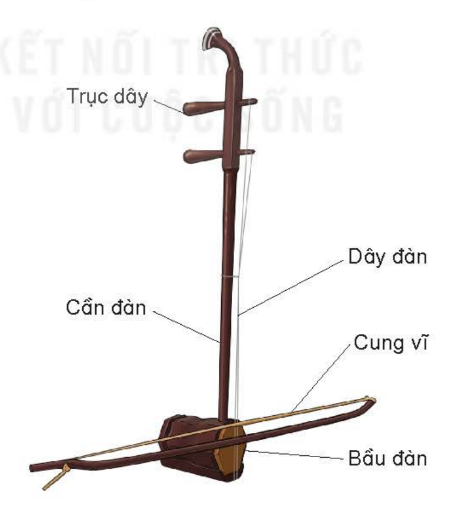 KẾT NỐI TRI THỨC
VỚI CUỘC SỐNG
Trục dây
Dây đàn
Cần đàn
Cung vĩ
Bầu đàn